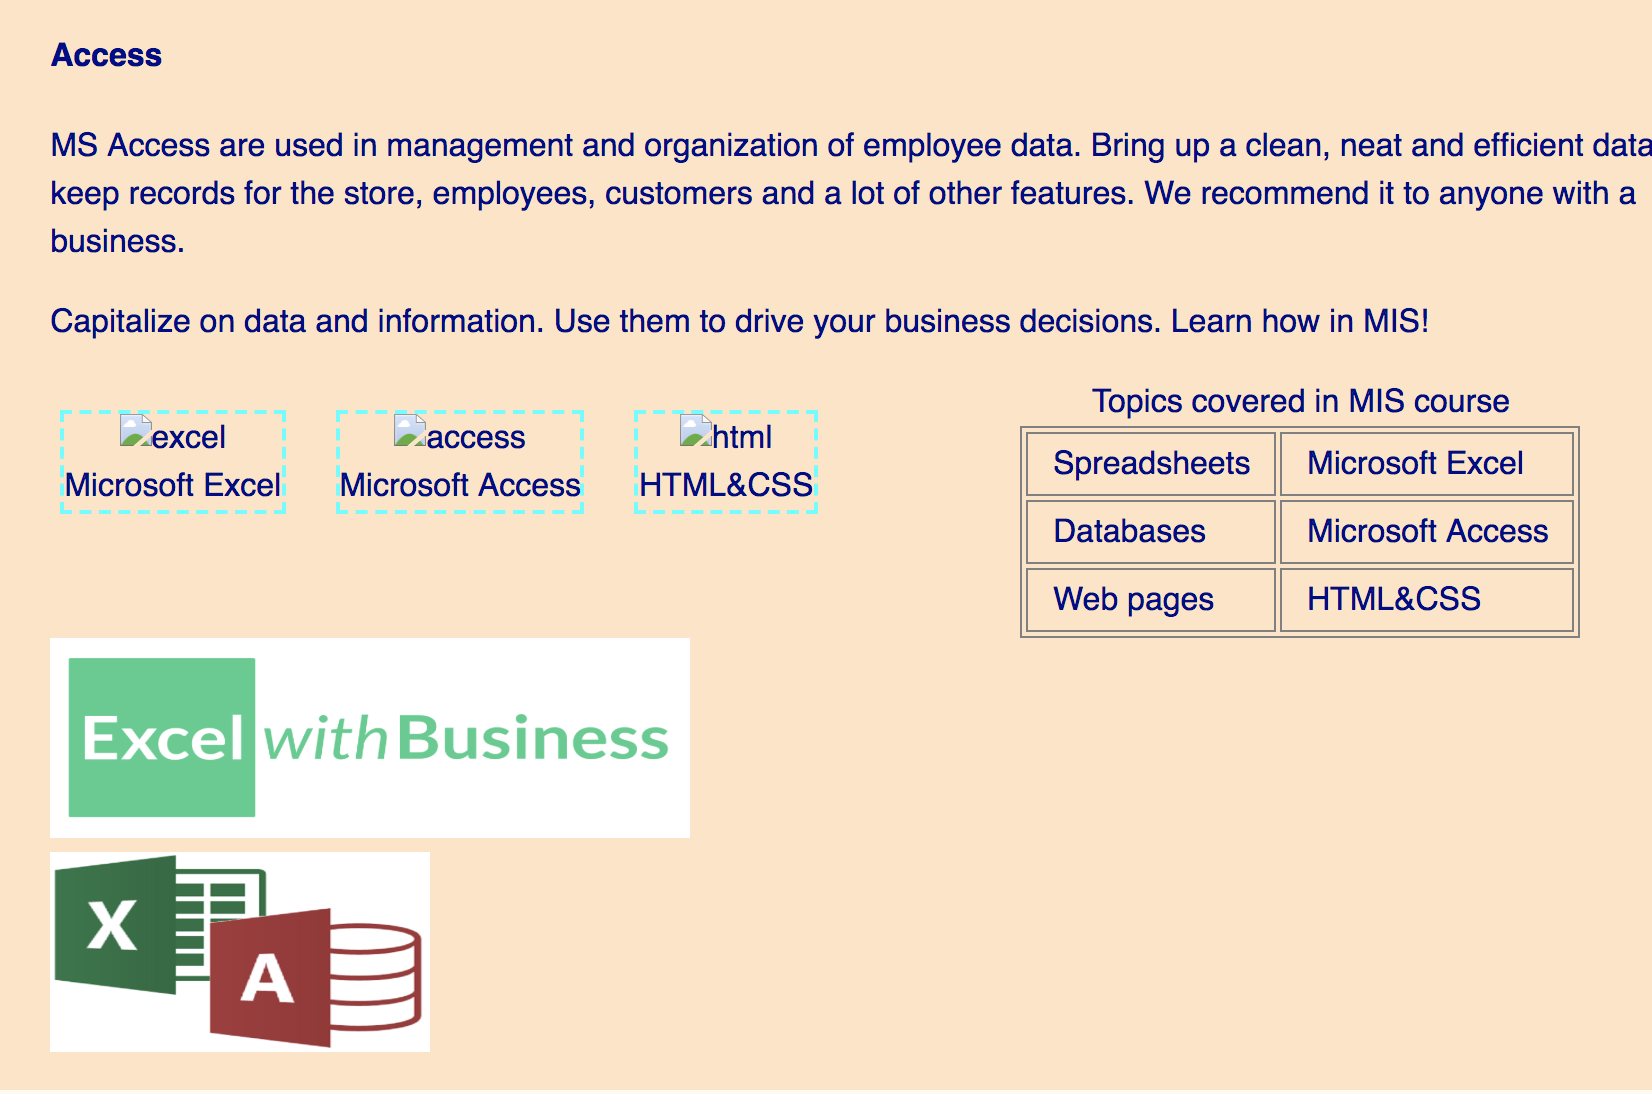 Access
MS Access are used in management and organization of employee data. Bring up a clean, neat and efficient data
keep records for the store, employees, customers and a lot of other features. We recommend it to anyone with a
business.
Capitalize on data and information. Use them to drive your business decisions. Learn how in MIS!
excel
Microsoft Excel
access
Microsoft Access
html
HTML&CSS
Topics covered in MIS course
Spreadsheets Microsoft Excel
Databases Microsoft Access
Web pages HTML&CSS
Excel with Business
X
A